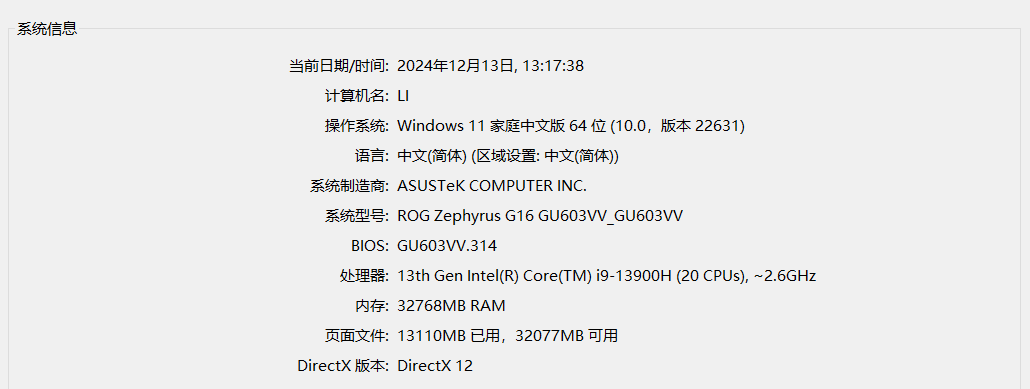 系统信息
当前日期/时间: 2024年12月13日, 13:17:38
计算机名: LI
操作系统: Windows 11 家庭中文版 64 位 (10.0，版本 22631)
语言: 中文(简体) (区域设置: 中文(简体))
系统制造商: ASUSTeK COMPUTER INC.
系统型号: ROG Zephyrus G16 GU603VV_GU603VV
BIOS: GU603VV.314
处理器: 13th Gen Intel(R) Core(TM) i9-13900H (20 CPUs), ~2.6GHz
内存: 32768MB RAM
页面文件: 13110MB 已用，32077MB 可用
DirectX 版本: DirectX 12